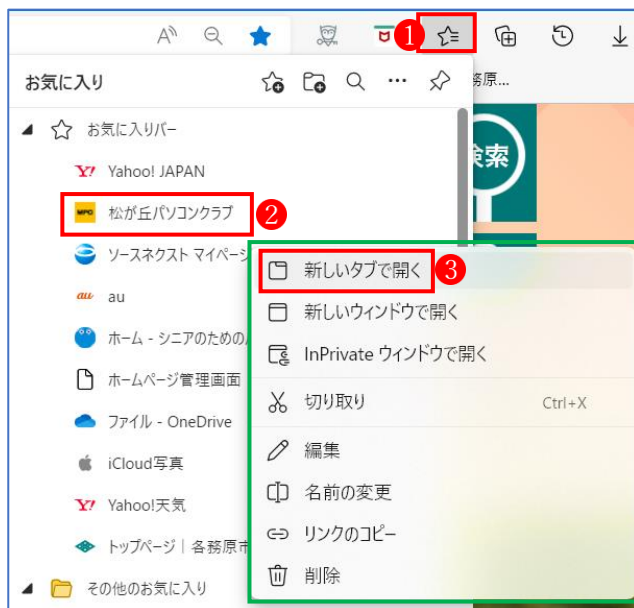 1
お気に入り
務原...
お気に入りバー
検索
Yahoo! JAPAN
MPC 松が丘パソコンクラブ 2
ソースネクスト マイページ
au au
ホーム - シニアのための
ホームページ管理画面
ファイル - OneDrive
iCloud写真
Yahoo!天気
トップページ | 各務原市
その他のお気に入り
新しいタブで開く 3
新しいウィンドウで開く
InPrivate ウィンドウで開く
切り取り Ctrl+X
編集
名前の変更
リンクのコピー
削除